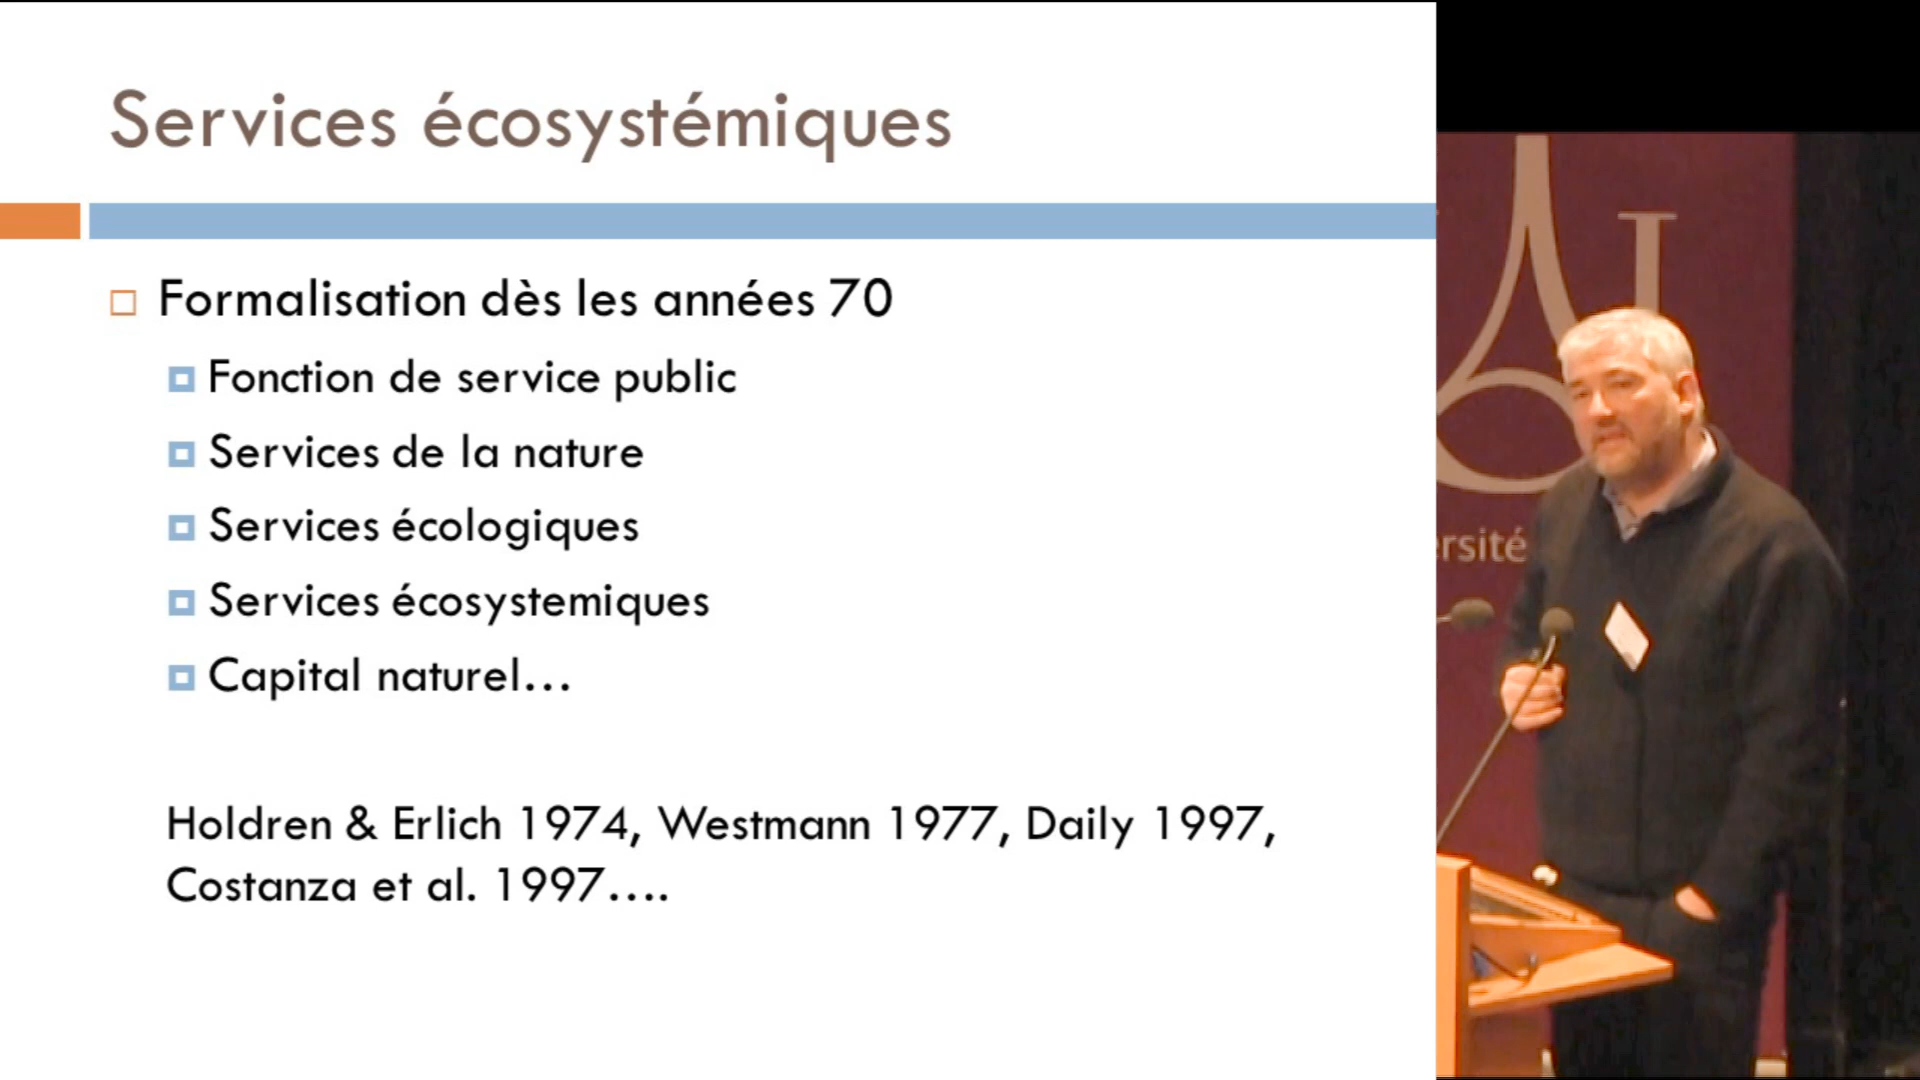 Services écosystémiques
Formalisation dès les années 70
Fonction de service public
Services de la nature
Services écologiques
Services écosystemiques
Capital naturel...
Holdren & Erlich 1974, Westmann 1977, Daily 1997,
Costanza et al. 1997....
ersité